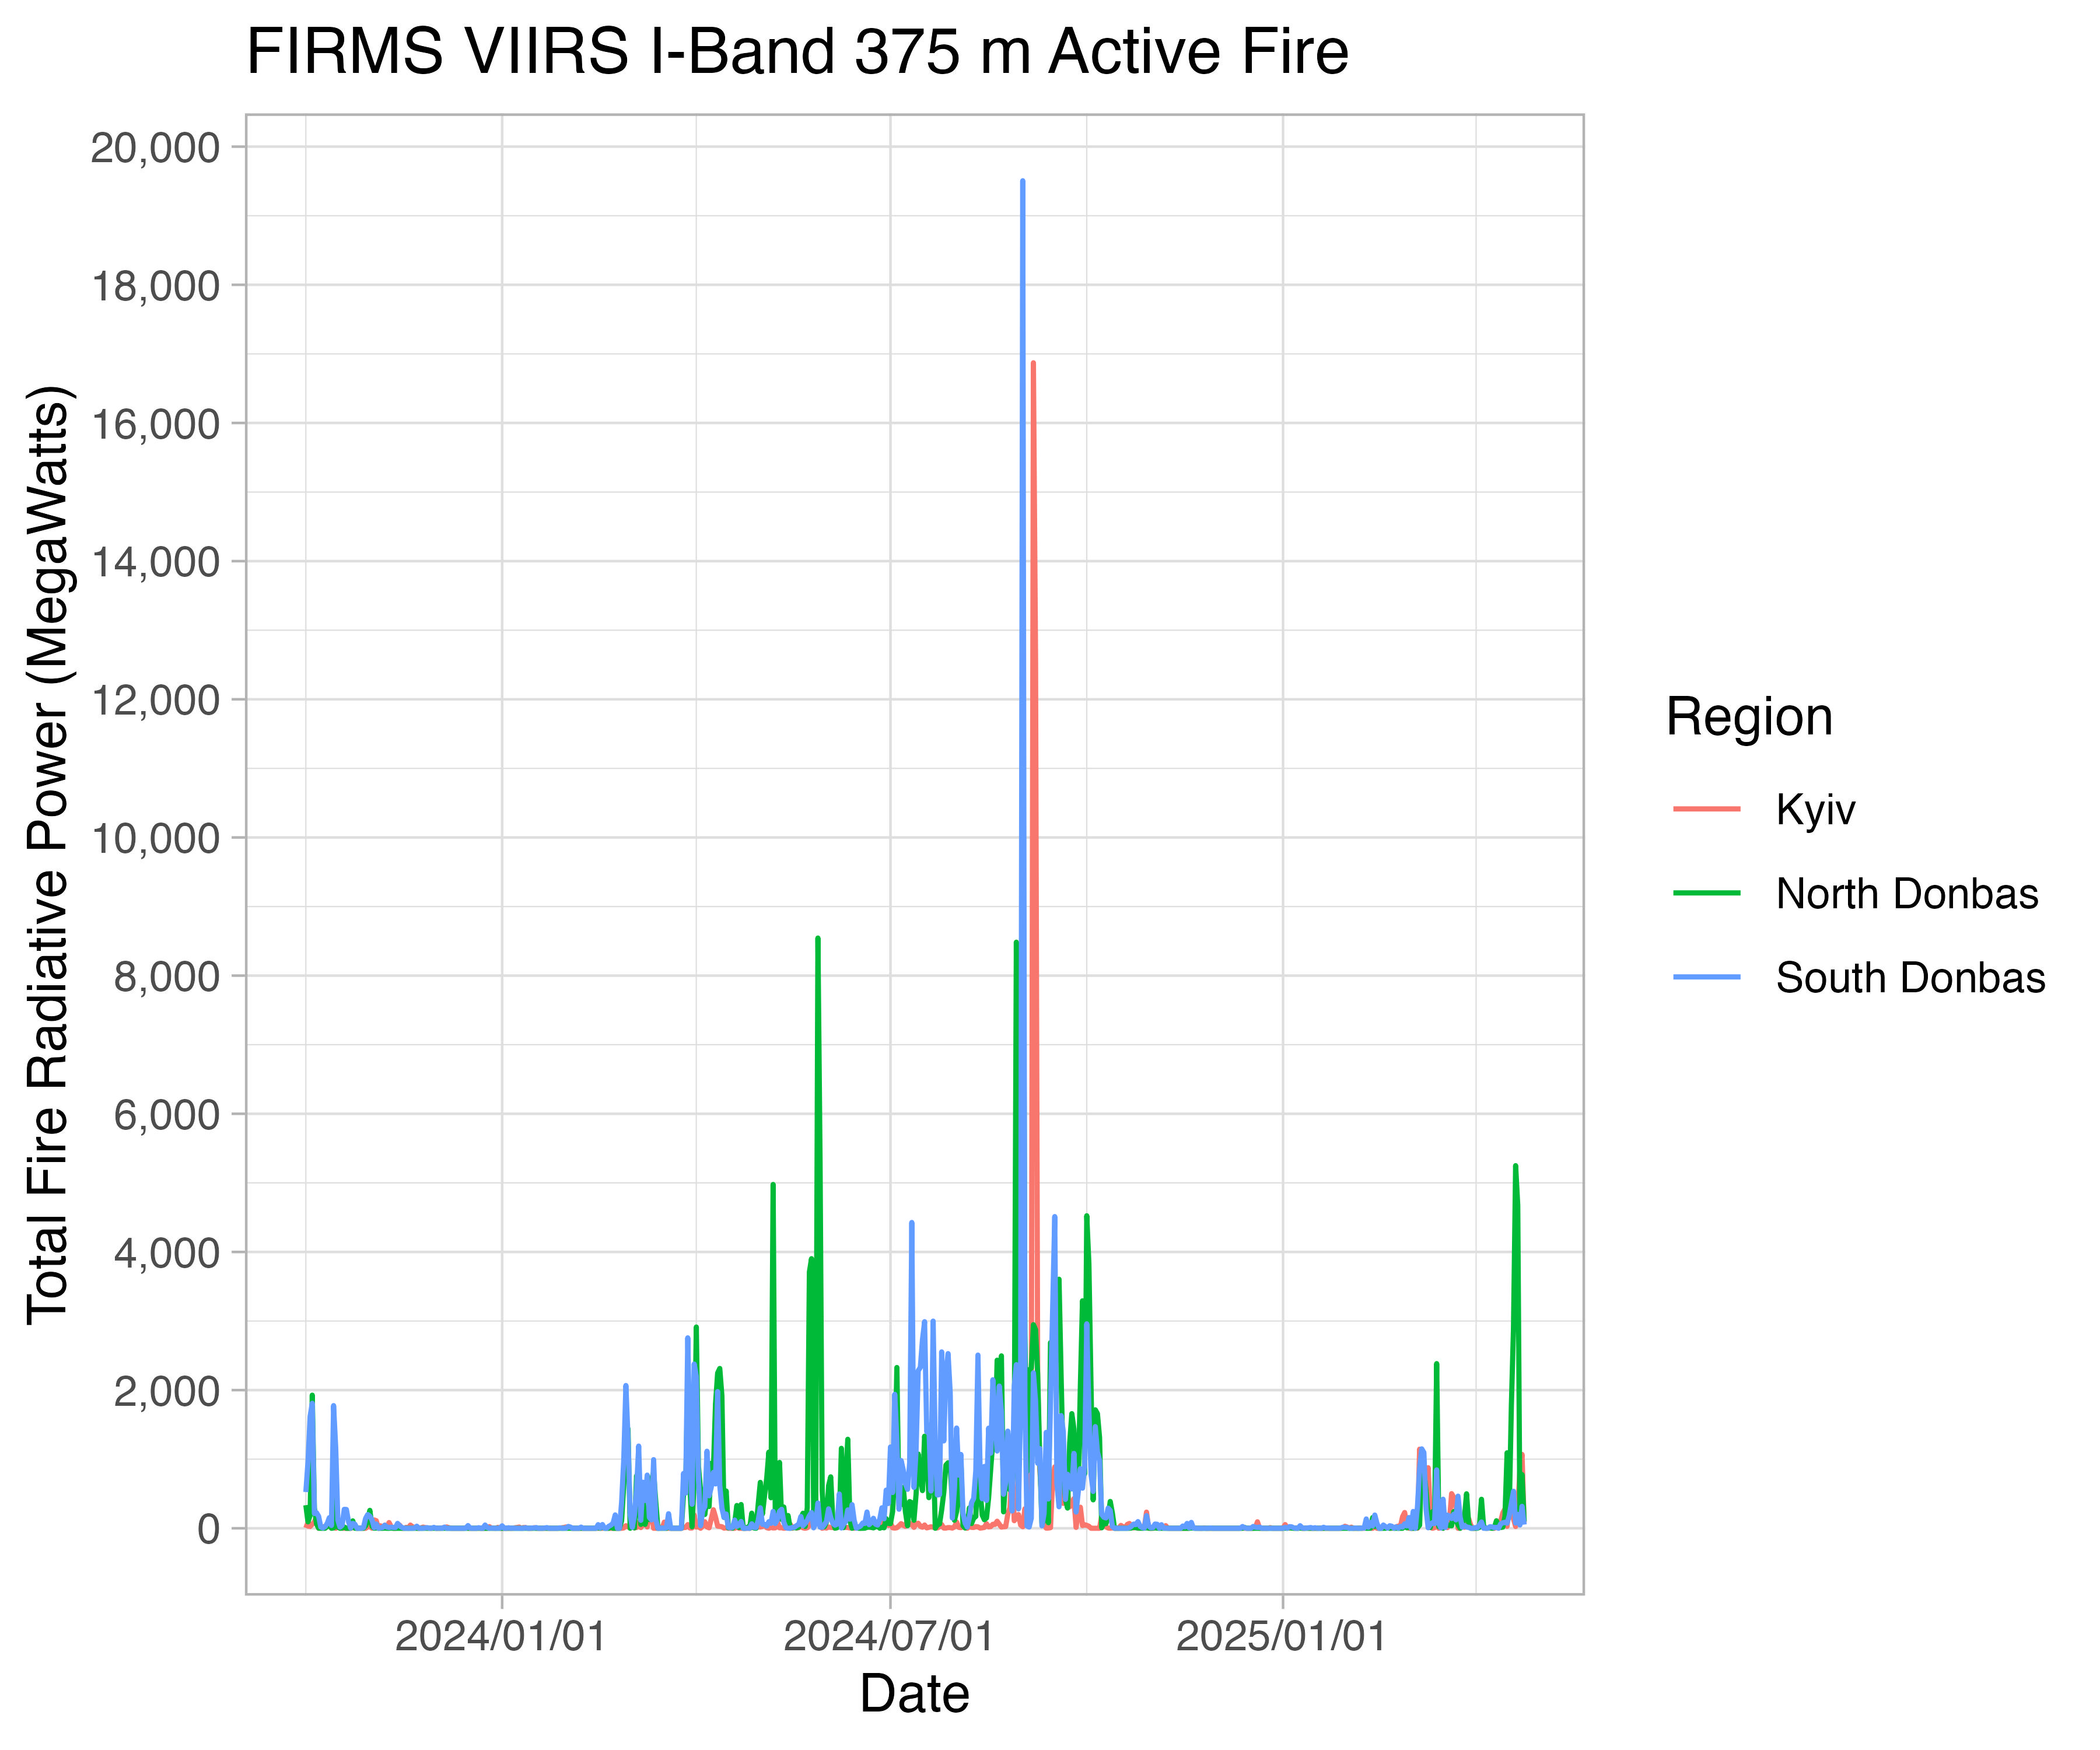 FIRMS VIIRS I-Band 375 m Active Fire
Total Fire Radiative Power (MegaWatts)
20,000
18,000
16,000
14,000
12,000
10,000
8,000
6,000
4,000
2,000
0
2024/01/01
2024/07/01
2025/01/01
Date
Region
Kyiv
North Donbas
South Donbas